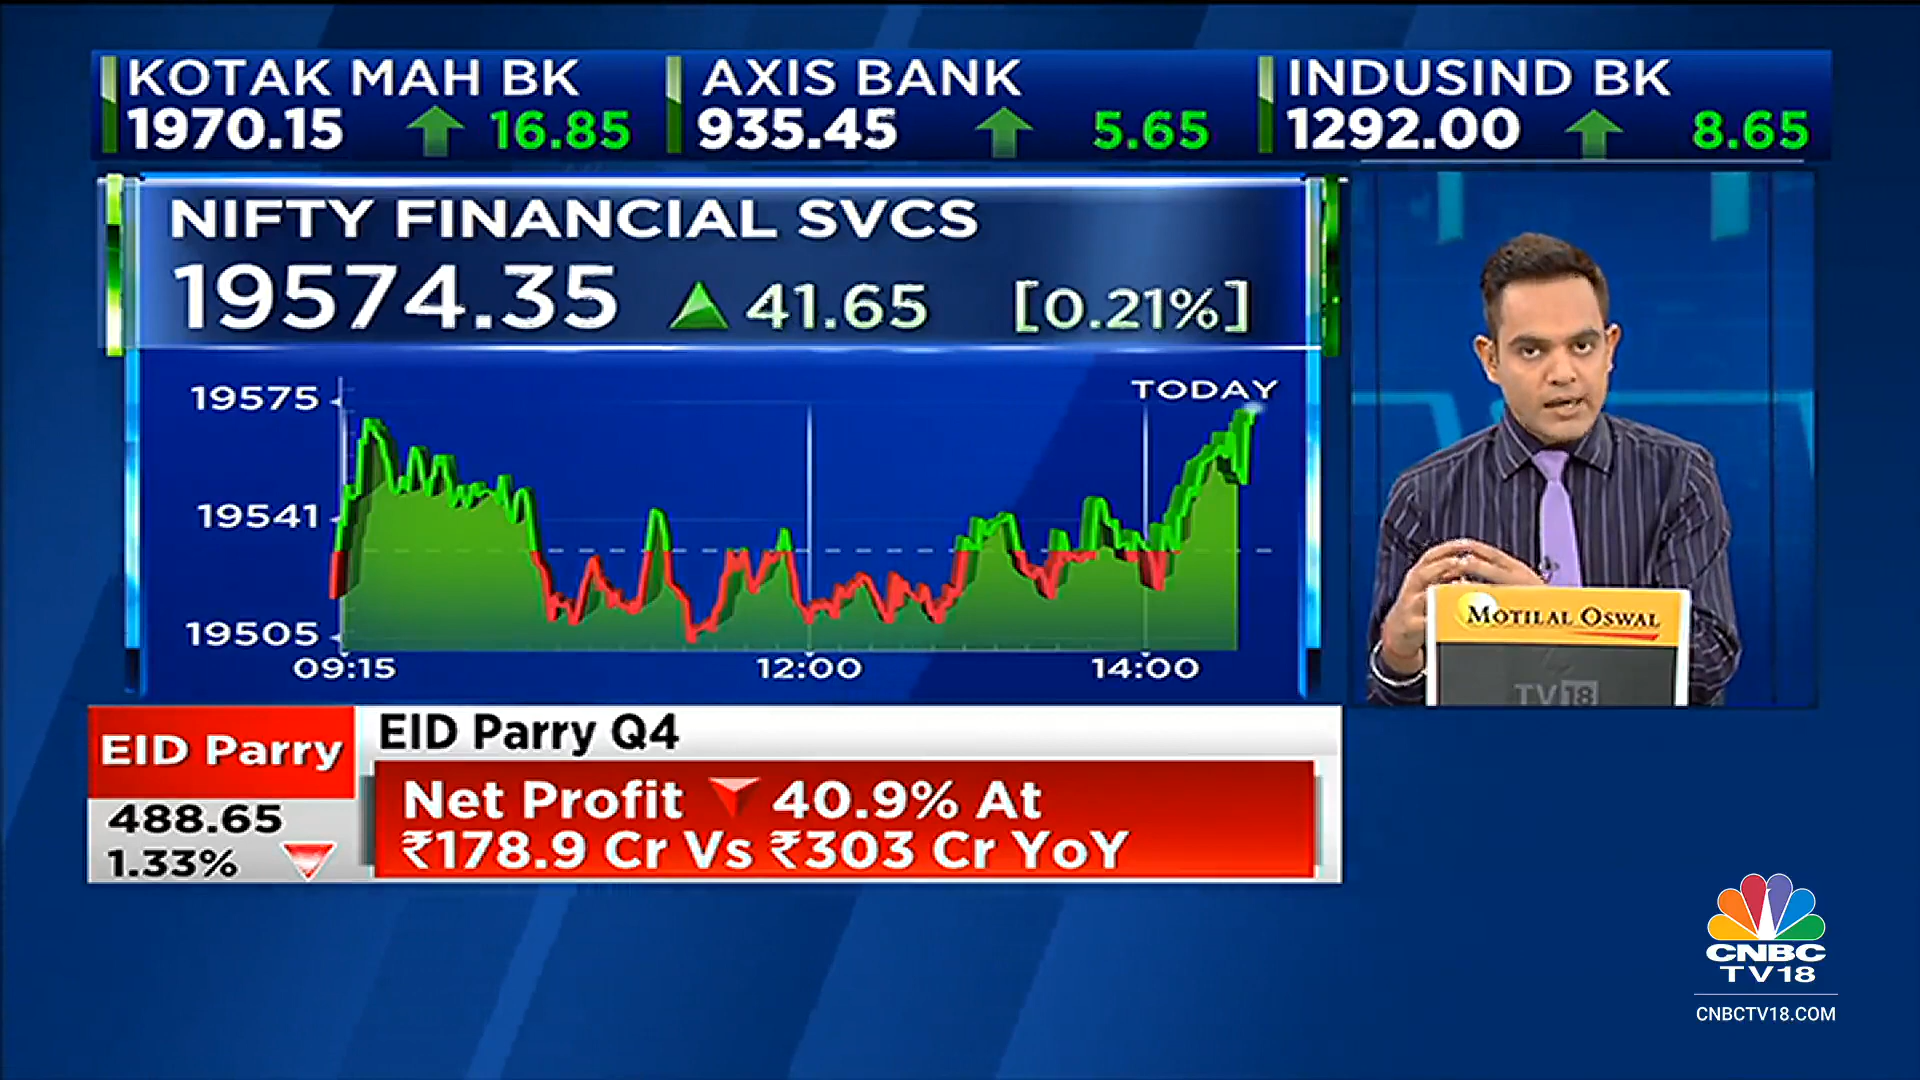 KOTAK MAH BK
1970.15 16.85
AXIS BANK
935.45 5.65
INDUSIND BK
1292.00 8.65
NIFTY FINANCIAL SVCS
19574.35 41.65 [0.21%]
TODAY
19575
19541
19505
09:15 12:00 14:00
MOTILAL OSWAL
TV18
EID Parry
488.65
1.33%
EID Parry Q4
Net Profit 40.9% At
₹178.9 Cr Vs ₹303 Cr YoY
CNBC
TV18
CNBCTV18.COM